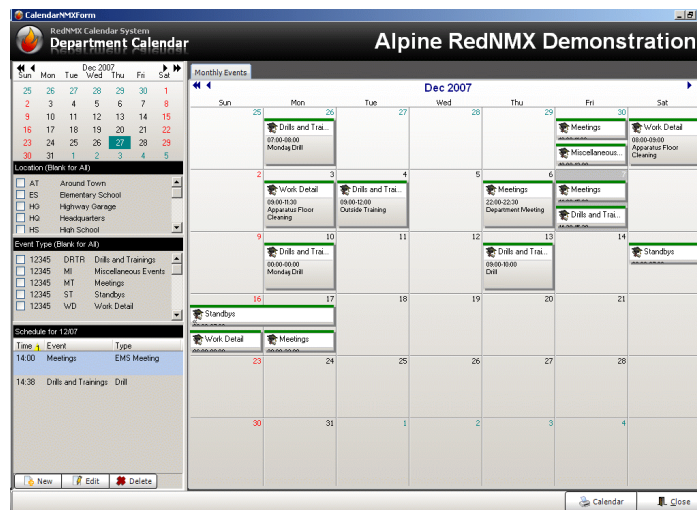 CalendarNMXForm
RedNMX Calendar System
Department Calendar
Alpine RedNMX Demonstration
Dec 2007
Sun Mon Tue Wed Thu Fri Sat
25 26 27 28 29 30 1
2 3 4 5 6 7 8
9 10 11 12 13 14 15
16 17 18 19 20 21 22
23 24 25 26 27 28 29
30 31 1 2 3 4 5
Location (Blank for All)
AT Around Town
ES Elementary School
HG Highway Garage
HQ Headquarters
HS High School
Event Type (Blank for All)
12345 DRTR Drills and Trainings
12345 MI Miscellaneous Events
12345 MT Meetings
12345 ST Standbys
12345 WD Work Detail
Schedule for 12/07
Time Event Type
14:00 Meetings EMS Meeting
14:38 Drills and Trainings Drill
New Edit Delete
Monthly Events
Dec 2007
Sun Mon Tue Wed Thu Fri Sat
25 26 27 28 29 30
Drills and Trai...
07:00-08:00
Monday Drill
Meetings
Miscellaneous...
Work Detail
08:00-09:00
Apparatus Floor
Cleaning
2 3 4 5 6 7
Work Detail
09:00-11:30
Apparatus Floor
Cleaning
Drills and Trai...
09:00-12:00
Outside Training
Meetings
22:00-22:30
Department Meeting
Meetings
Drills and Trai...
9 10 11 12 13 14
Drills and Trai...
00:00-00:00
Monday Drill
Drills and Trai...
09:00-10:00
Drill
Standbys
16 17 18 19 20 21
Standbys
Work Detail
Meetings
23 24 25 26 27 28
30 31 1 2 3 4
Calendar Close